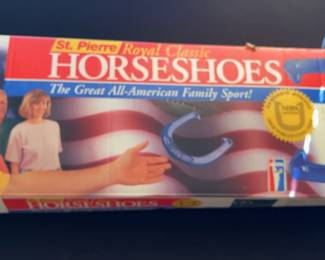 St. Pierre Royal Classic
HORSESHOES
The Great All-American Family Sport!
HORSESHOES